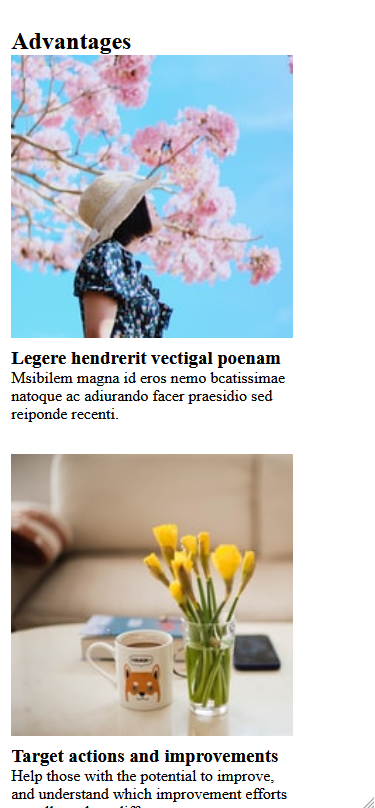 Advantages
Legere hendrerit vectigal poenam
Msibilem magna id eros nemo bcatissimae
natoque ac adiurando facer praesidio sed
reiponde recenti.
Target actions and improvements
Help those with the potential to improve,
and understand which improvement efforts